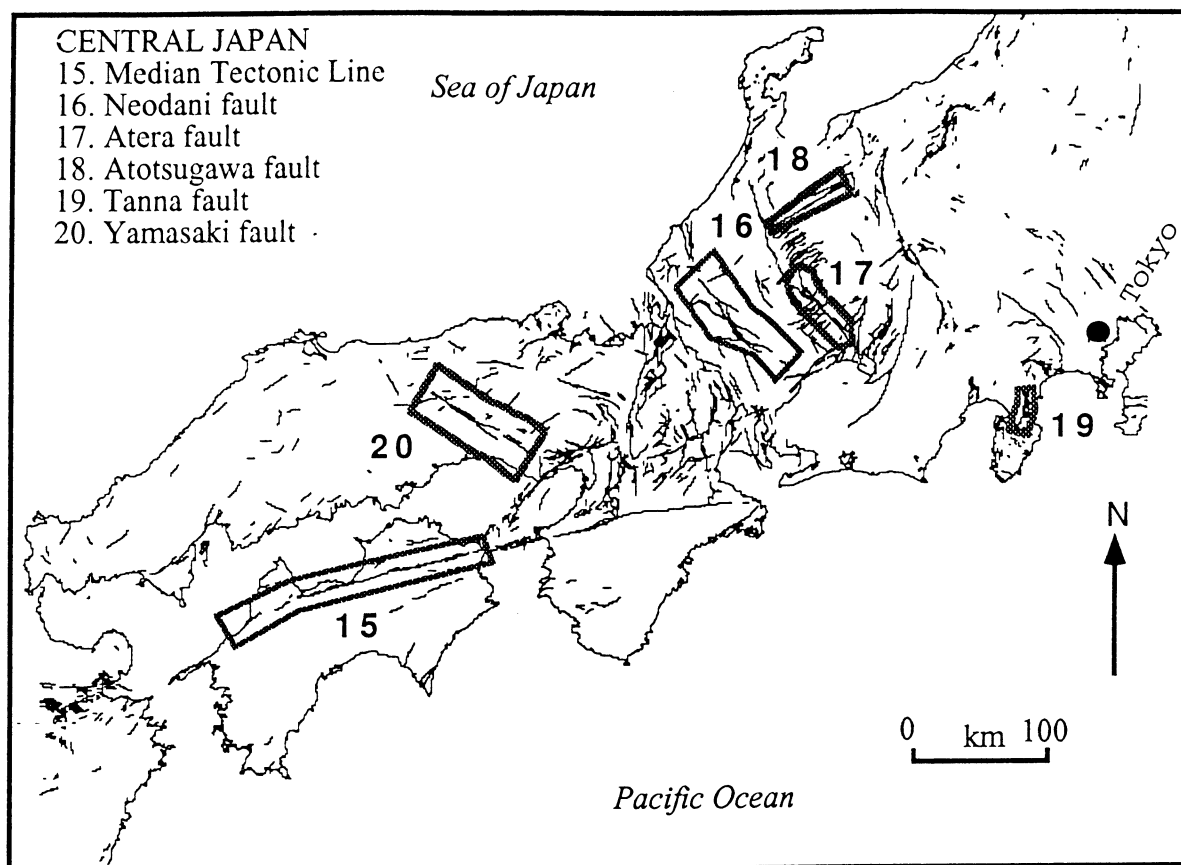 CENTRAL JAPAN
15. Median Tectonic Line
16. Neodani fault
17. Atera fault
18. Atotsugawa fault
19. Tanna fault
20. Yamasaki fault
Sea of Japan
18
16
17
Tokyo
19
20
15
N
0 km 100
Pacific Ocean